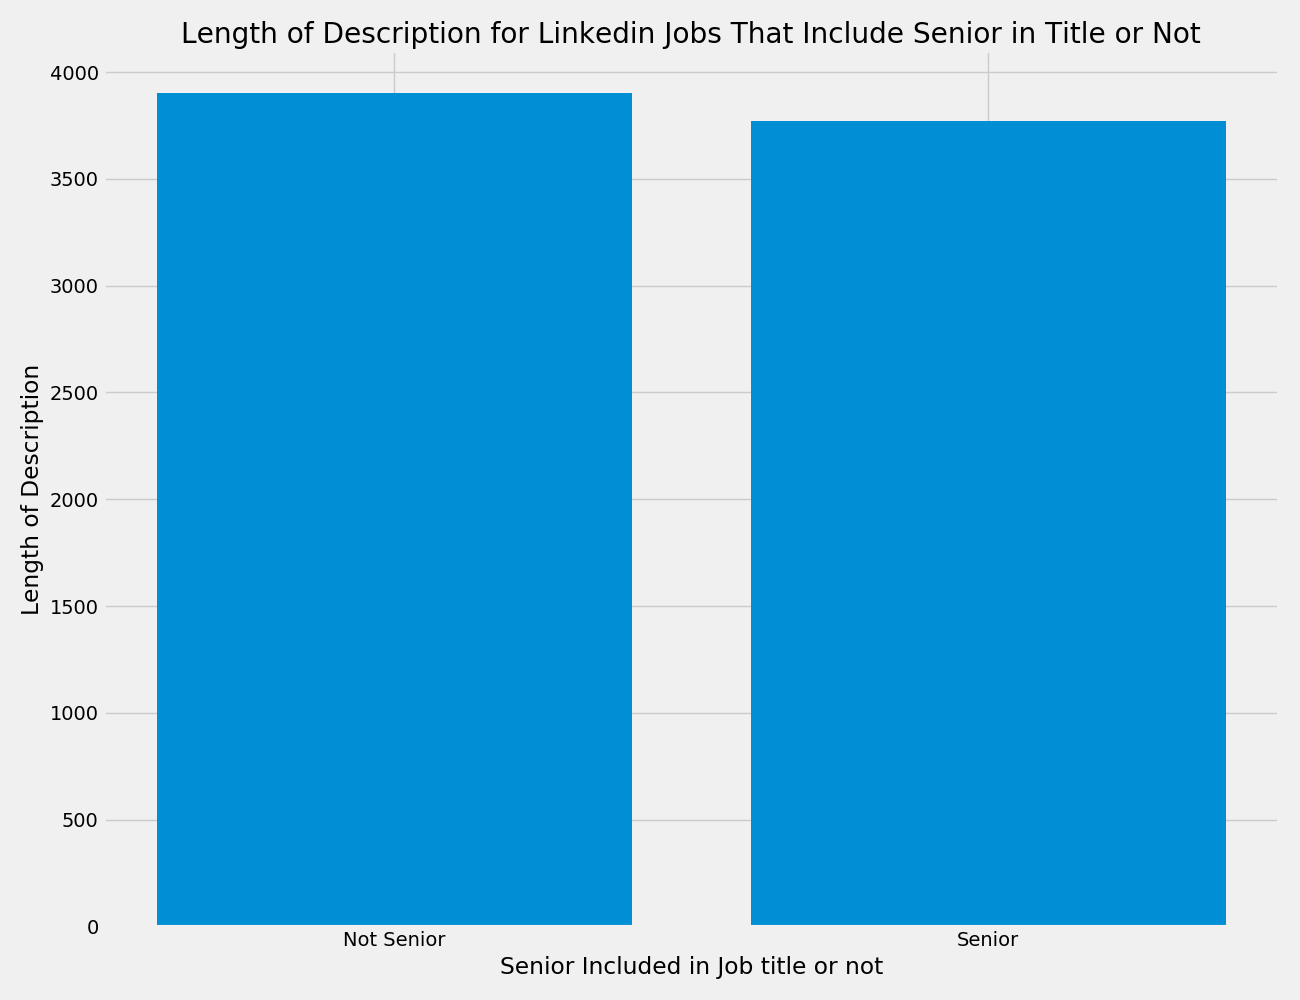 Length of Description for Linkedin Jobs That Include Senior in Title or Not
4000
3500
3000
2500
2000
1500
1000
500
0
Length of Description
Not Senior
Senior
Senior Included in Job title or not